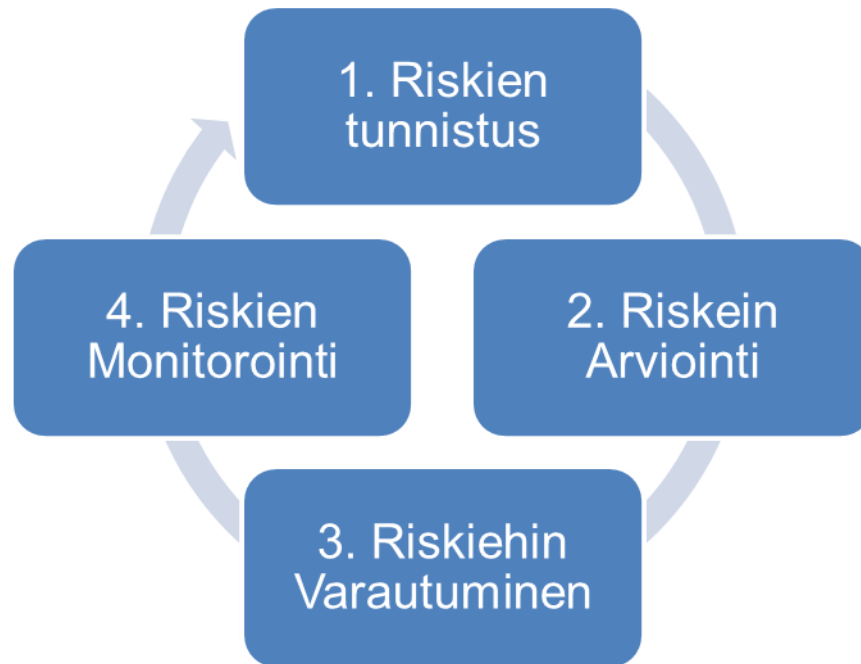 1. Riskien
tunnistus
2. Riskein
Arviointi
3. Riskiehin
Varautuminen
4. Riskien
Monitorointi